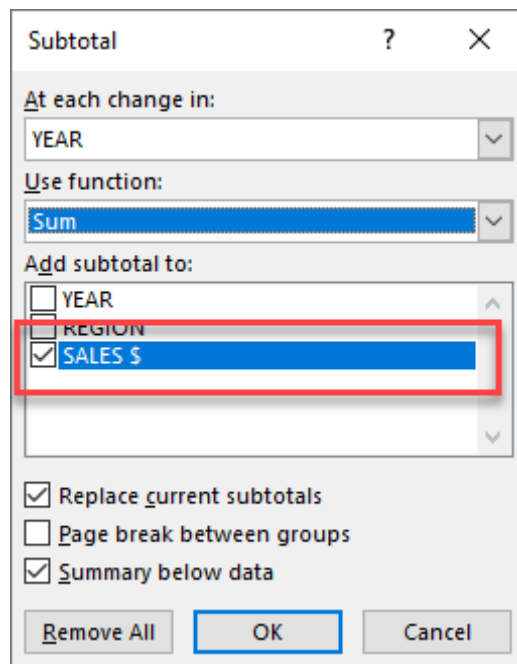 Subtotal ? ×
At each change in:
YEAR
Use function:
Sum
Add subtotal to:
YEAR
REGION
SALES $
Replace current subtotals
Page break between groups
Summary below data
Remove All OK Cancel